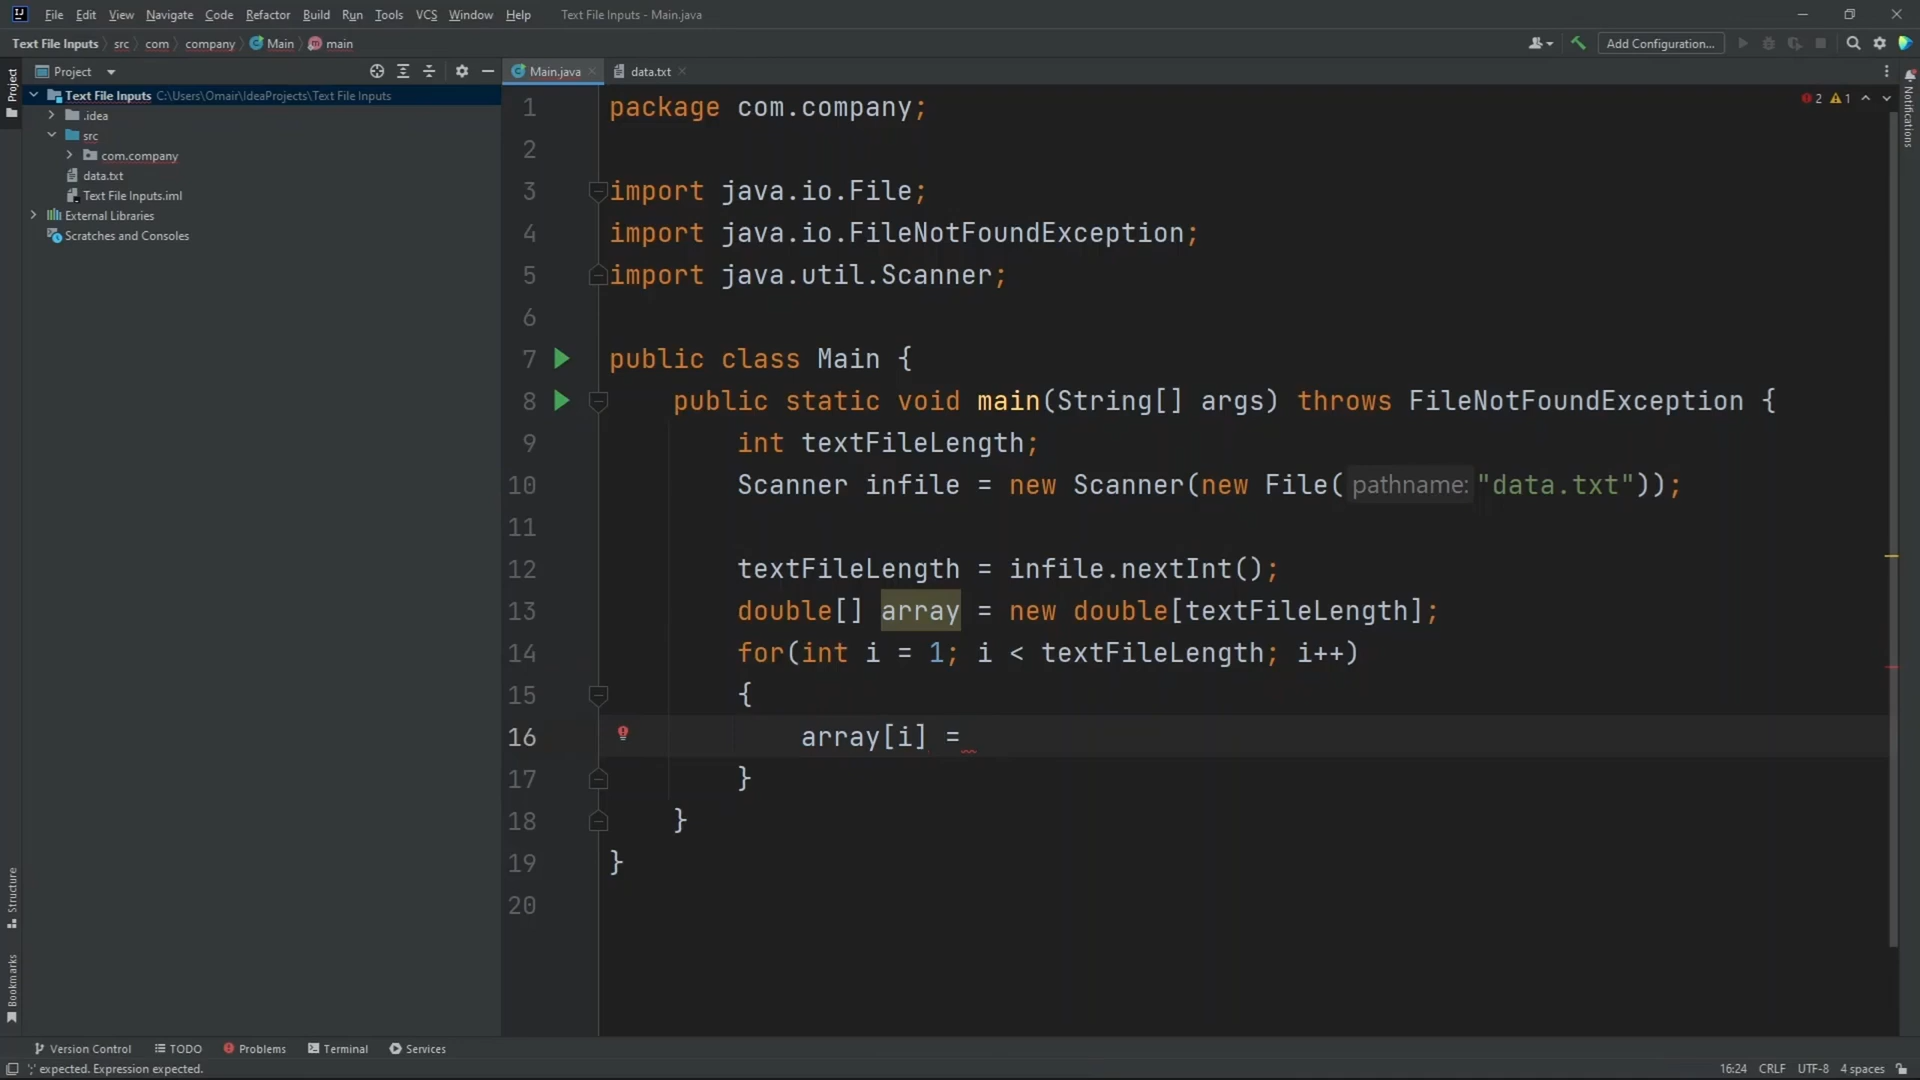 File Edit View Navigate Code Refactor Build Run Tools VCS Window Help Text File Inputs - Main.java
Text File Inputs src com company Main main Add Configuration...
Project Main.java data.txt
Project
Text File Inputs C:\Users\Omair\IdeaProjects\Text File Inputs
.idea
src
com.company
data.txt
Text File Inputs.iml
External Libraries
Scratches and Consoles
Structure
Bookmarks
2 1
Notifications
1 package com.company;
2
3 import java.io.File;
4 import java.io.FileNotFoundException;
5 import java.util.Scanner;
6
7 public class Main {
8 public static void main(String[] args) throws FileNotFoundException {
9 int textFileLength;
10 Scanner infile = new Scanner(new File( pathname: "data.txt"));
11
12 textFileLength = infile.nextInt();
13 double[] array = new double[textFileLength];
14 for(int i = 1; i < textFileLength; i++)
15 {
16 array[i] =
17 }
18 }
19 }
20
Version Control TODO Problems Terminal Services
';' expected. Expression expected. 16:24 CRLF UTF-8 4 spaces